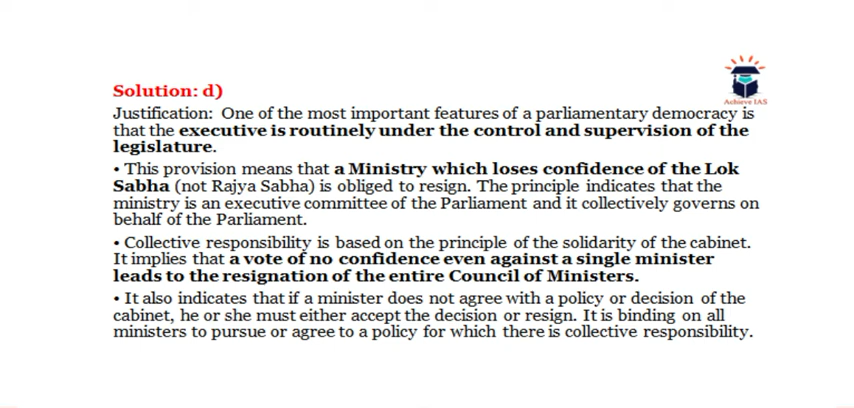 Achieve IAS
Solution: d)
Justification: One of the most important features of a parliamentary democracy is
that the executive is routinely under the control and supervision of the
legislature.
• This provision means that a Ministry which loses confidence of the Lok
Sabha (not Rajya Sabha) is obliged to resign. The principle indicates that the
ministry is an executive committee of the Parliament and it collectively governs on
behalf of the Parliament.
• Collective responsibility is based on the principle of the solidarity of the cabinet.
It implies that a vote of no confidence even against a single minister
leads to the resignation of the entire Council of Ministers.
• It also indicates that if a minister does not agree with a policy or decision of the
cabinet, he or she must either accept the decision or resign. It is binding on all
ministers to pursue or agree to a policy for which there is collective responsibility.